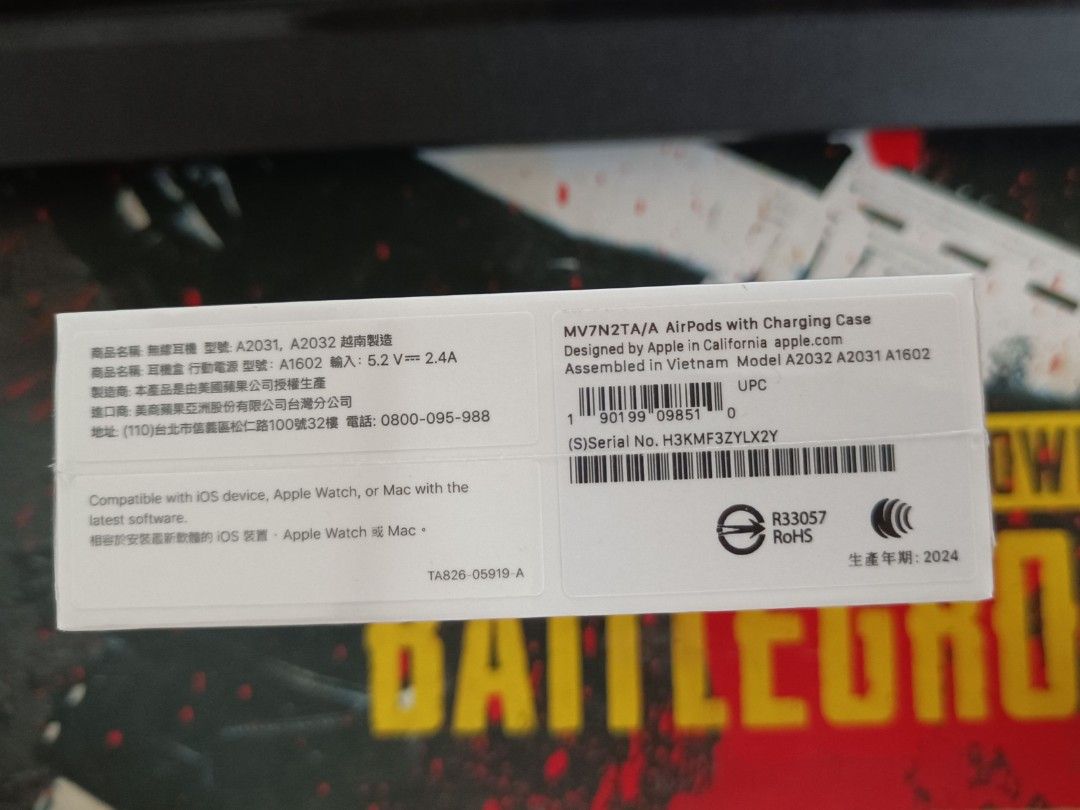 商品名稱: 無線耳機 型號: A2031, A2032 越南製造
商品名稱: 耳機盒 行動電源 型號: A1602 輸入: 5.2 V⎓ 2.4A
製造商: 本產品是由美國蘋果公司授權生產
進口商: 美商蘋果亞洲股份有限公司台灣分公司
地址: (110)台北市信義區松仁路100號32樓 電話: 0800-095-988
Compatible with iOS device, Apple Watch, or Mac with the
latest software.
相容於安裝最新軟體的 iOS 裝置、Apple Watch 或 Mac。
TA826-05919-A
MV7N2TA/A AirPods with Charging Case
Designed by Apple in California apple.com
Assembled in Vietnam Model A2032 A2031 A1602
UPC
1 90199 09851 0
(S)Serial No. H3KMF3ZYLX2Y
R33057
RoHS
生產年期: 2024
BATTLEGRO